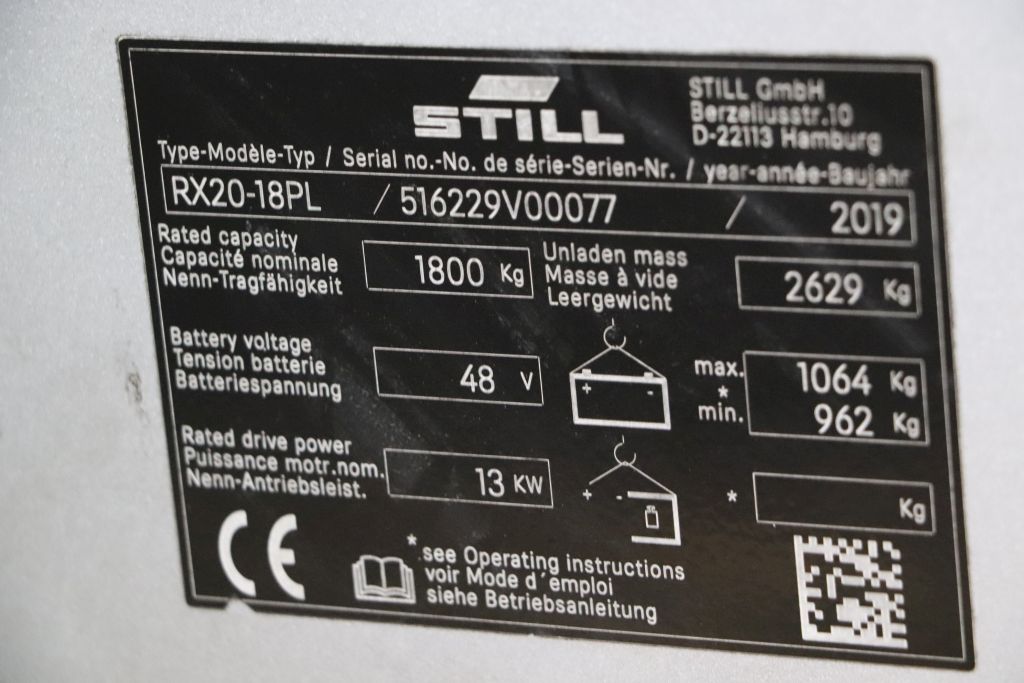 STILL
STILL GmbH
Berzeliusstr.10
D-22113 Hamburg
Type-Modèle-Typ / Serial no.-No. de série-Serien-Nr. / year-année-Baujahr
RX20-18PL / 516229V00077 / 2019
Rated capacity
Capacité nominale
Nenn-Tragfähigkeit
1800 Kg
Unladen mass
Masse à vide
Leergewicht
2629 Kg
Battery voltage
Tension batterie
Batteriespannung
48 V
+ -
max. 1064 Kg
*
min. 962 Kg
Rated drive power
Puissance motr.nom.
Nenn-Antriebsleist.
13 KW
+ -
* Kg
CE
* see Operating instructions
voir Mode d´emploi
siehe Betriebsanleitung